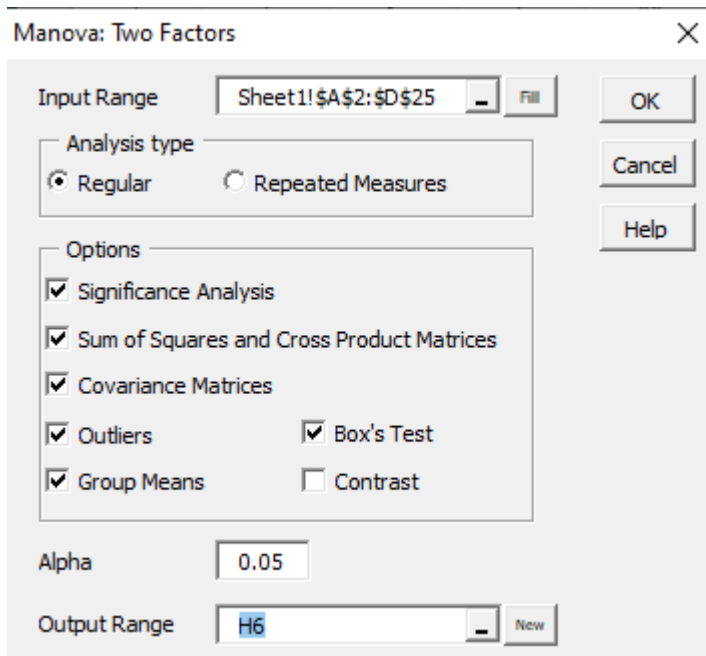 Manova: Two Factors
Input Range Sheet1!$A$2:$D$25 Fill OK
Analysis type
Regular Repeated Measures Cancel
Help
Options
Significance Analysis
Sum of Squares and Cross Product Matrices
Covariance Matrices
Outliers Box's Test
Group Means Contrast
Alpha 0.05
Output Range H6 New